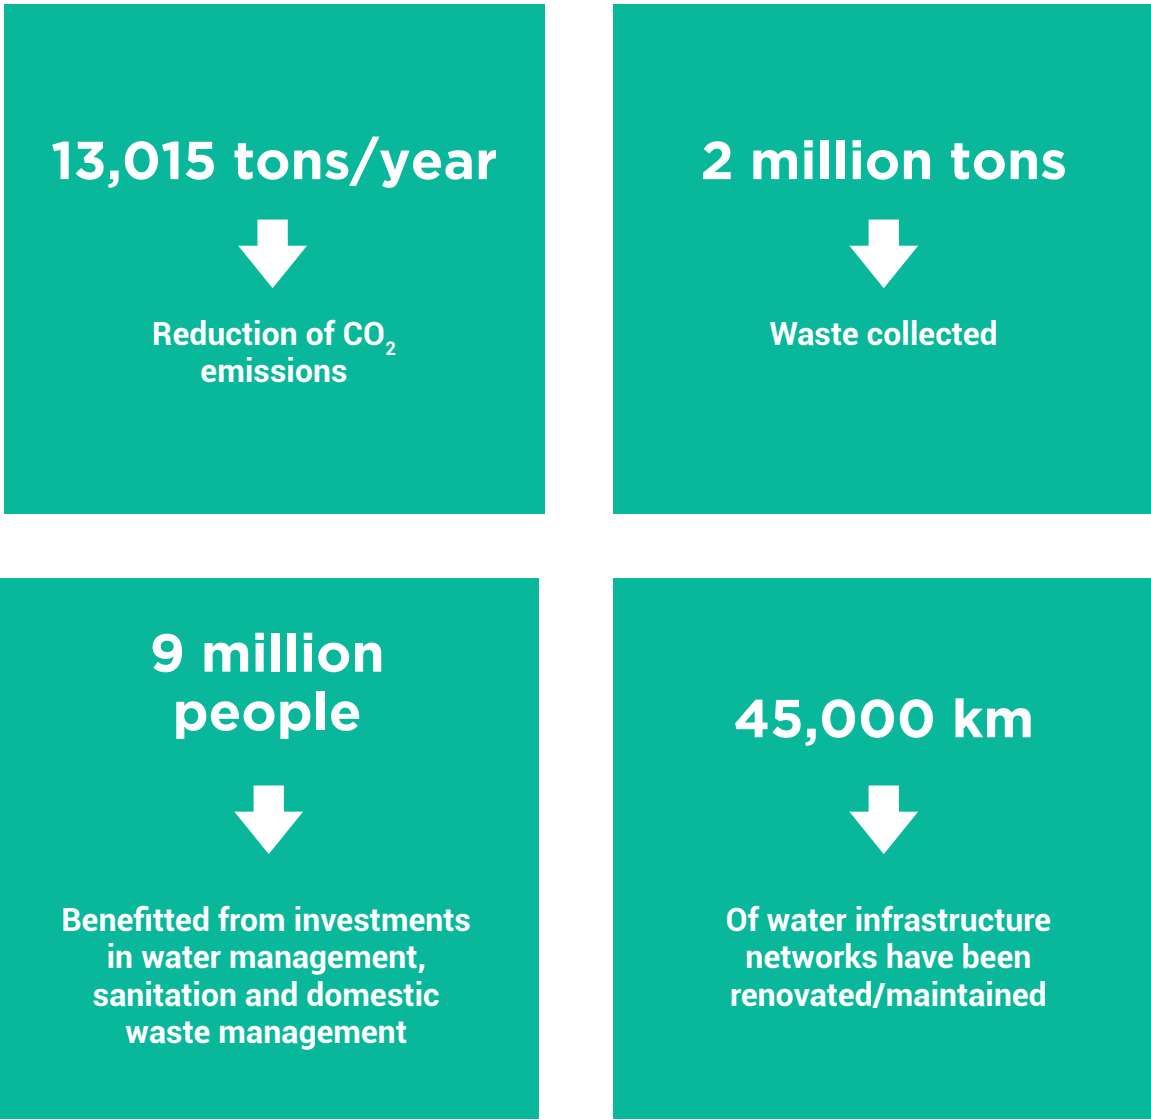 13,015 tons/year
Reduction of CO₂
emissions
2 million tons
Waste collected
9 million
people
Benefitted from investments
in water management,
sanitation and domestic
waste management
45,000 km
Of water infrastructure
networks have been
renovated/maintained